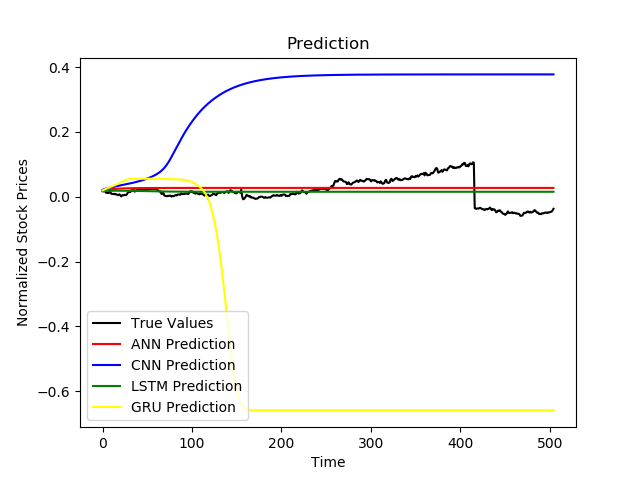 Prediction
Normalized Stock Prices
0.4
0.2
0.0
−0.2
−0.4
−0.6
True Values
ANN Prediction
CNN Prediction
LSTM Prediction
GRU Prediction
0 100 200 300 400 500
Time